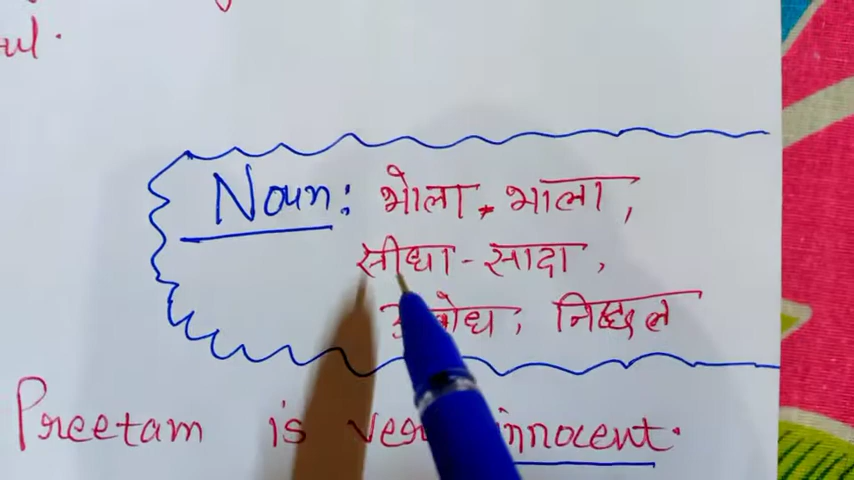 Noun: भोला-भाला,
सीधा-सादा,
निश्छल
Preetam is innocent.